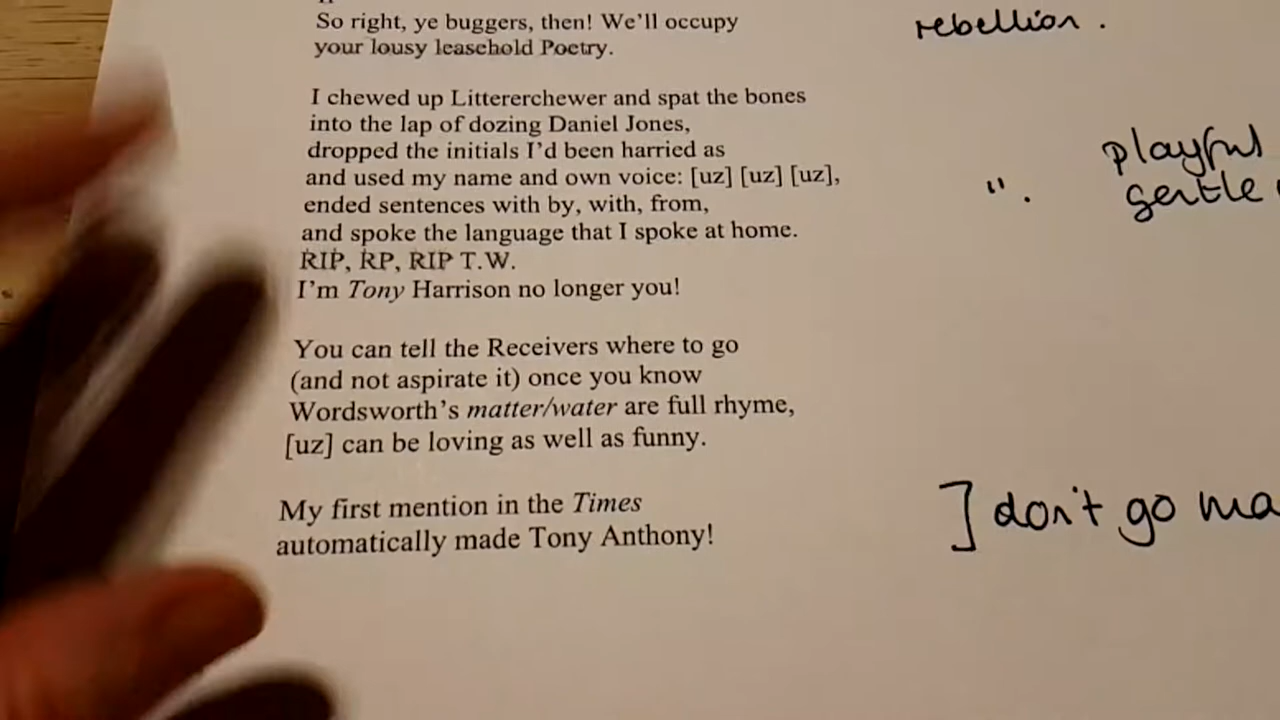 II
So right, ye buggers, then! We'll occupy
your lousy leasehold Poetry.
rebellion.
I chewed up Littererchewer and spat the bones
into the lap of dozing Daniel Jones,
dropped the initials I'd been harried as
and used my name and own voice: [uz] [uz] [uz],
ended sentences with by, with, from,
and spoke the language that I spoke at home.
RIP, RP, RIP T.W.
I'm Tony Harrison no longer you!
playful
" . gentle
You can tell the Receivers where to go
(and not aspirate it) once you know
Wordsworth's matter/water are full rhyme,
[uz] can be loving as well as funny.
My first mention in the Times
automatically made Tony Anthony!
] don't go